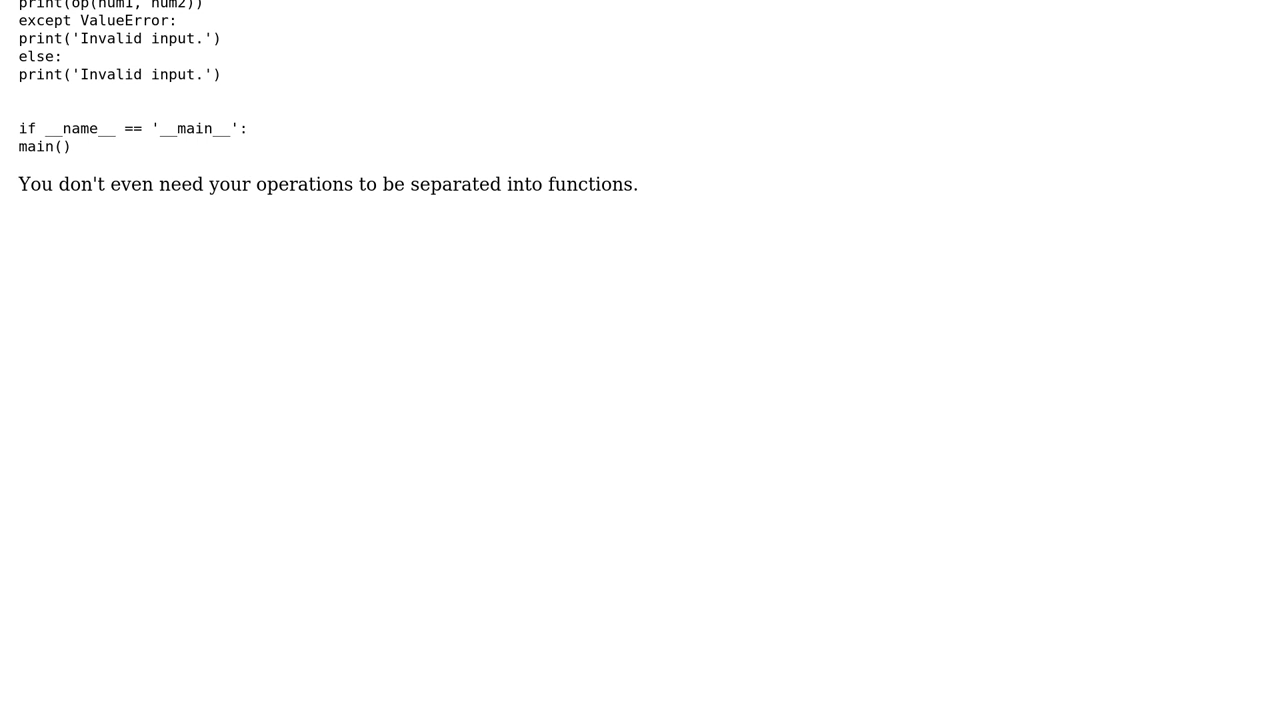 print(op(num1, num2))
except ValueError:
print('Invalid input.')
else:
print('Invalid input.')
if __name__ == '__main__':
main()
You don't even need your operations to be separated into functions.